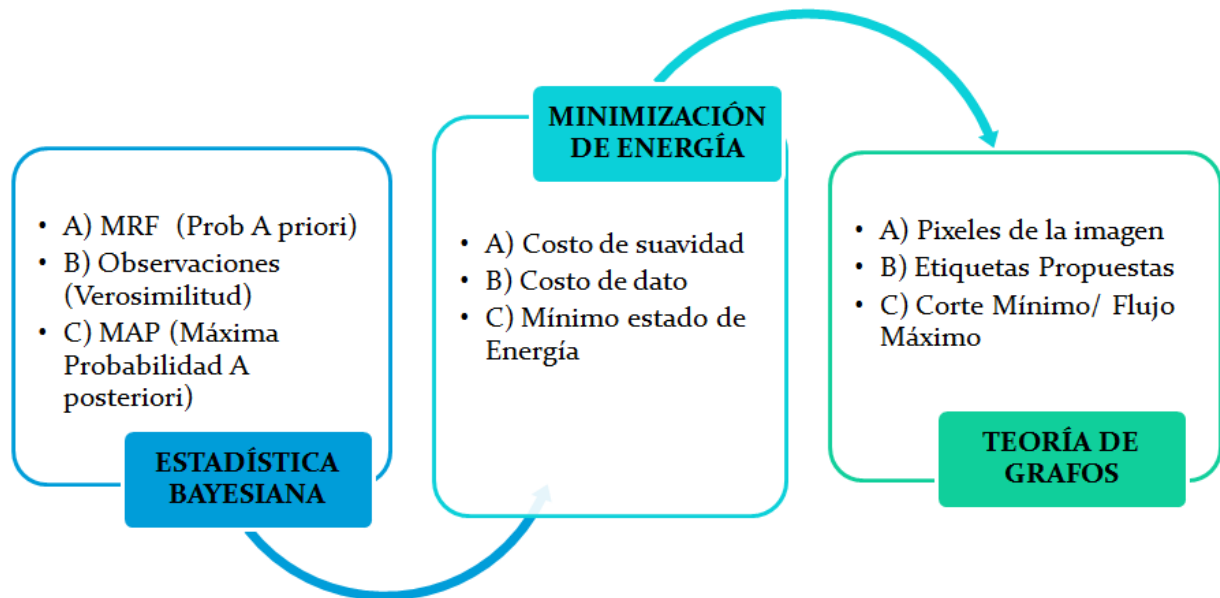 • A) MRF (Prob A priori)
• B) Observaciones
(Verosimilitud)
• C) MAP (Máxima
Probabilidad A
posteriori)
ESTADÍSTICA
BAYESIANA
MINIMIZACIÓN
DE ENERGÍA
• A) Costo de suavidad
• B) Costo de dato
• C) Mínimo estado de
Energía
• A) Pixeles de la imagen
• B) Etiquetas Propuestas
• C) Corte Mínimo/ Flujo
Máximo
TEORÍA DE
GRAFOS